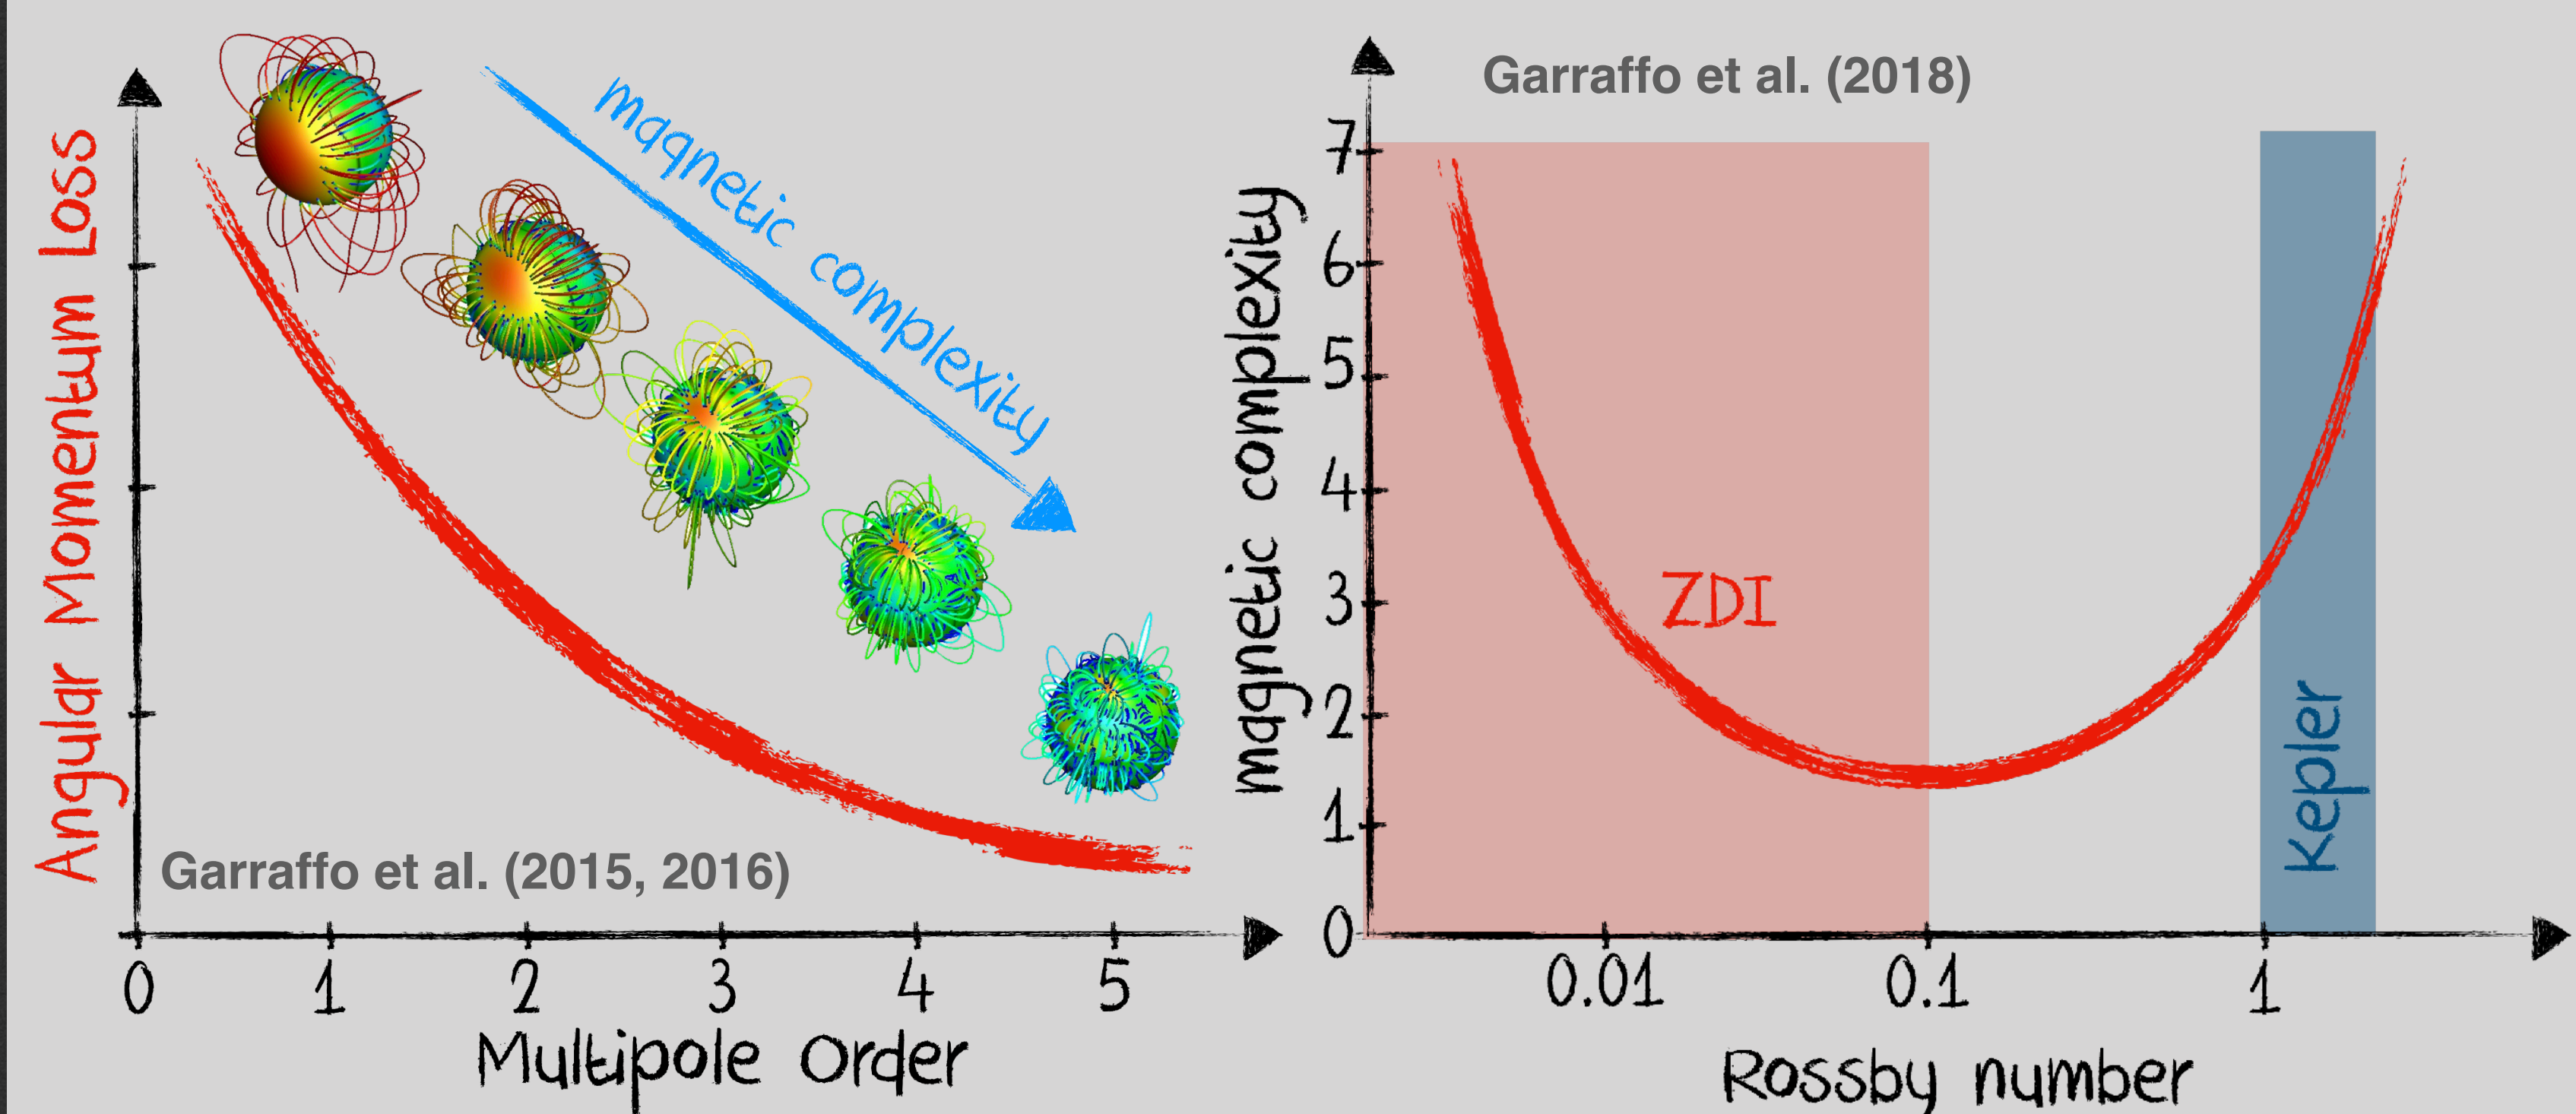 Angular Momentum Loss
magnetic complexity
Garraffo et al. (2015, 2016)
0 1 2 3 4 5
Multipole Order
Garraffo et al. (2018)
magnetic complexity
7
6
5
4
3
2
1
0
ZDI
Kepler
0.01 0.1 1
Rossby number